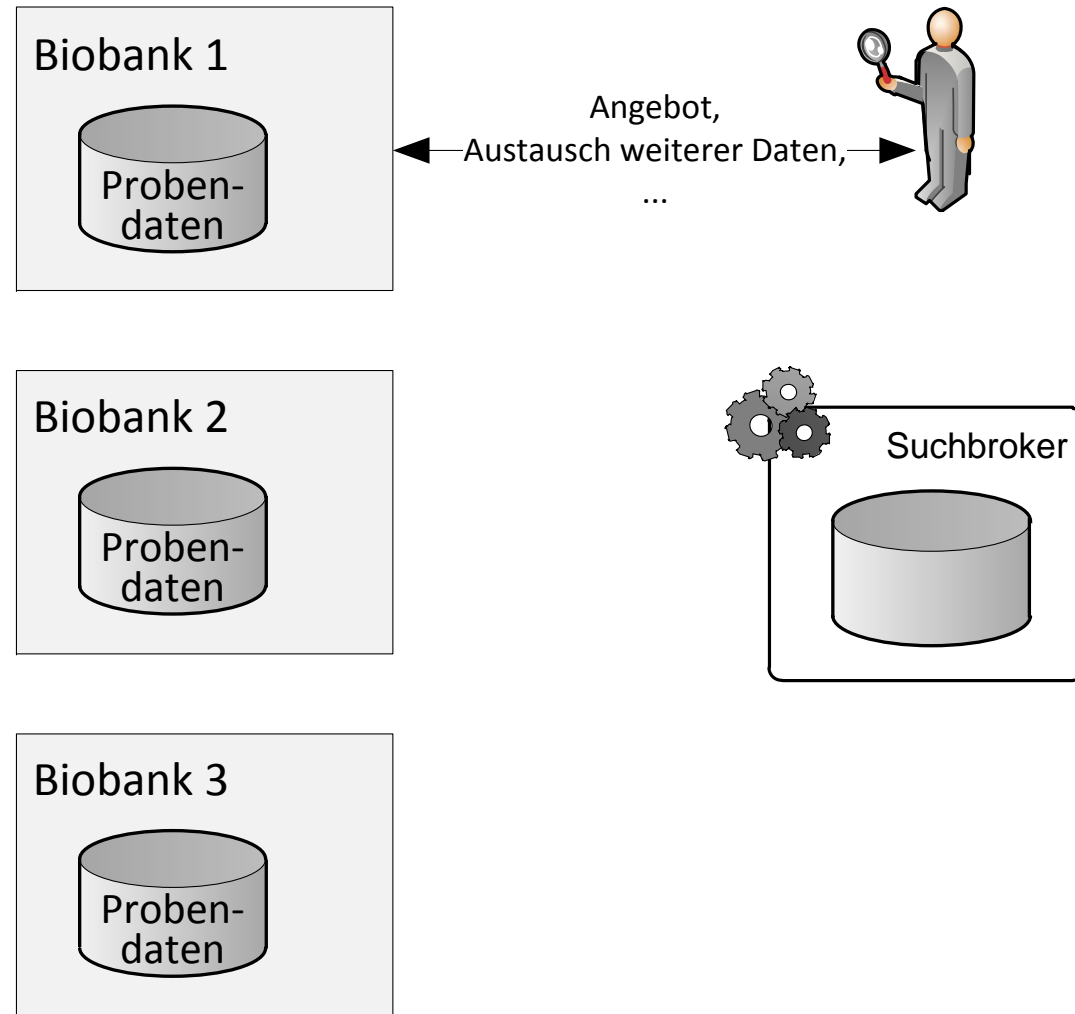 Biobank 1
Proben-
daten
Angebot,
Austausch weiterer Daten,
...
Biobank 2
Proben-
daten
Suchbroker
Biobank 3
Proben-
daten